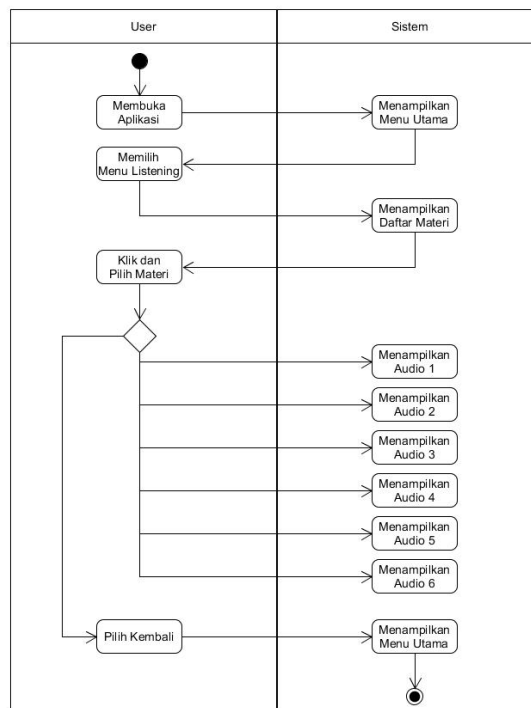 User
Sistem
Membuka
Aplikasi
Menampilkan
Menu Utama
Memilih
Menu Listening
Menampilkan
Daftar Materi
Klik dan
Pilih Materi
Menampilkan
Audio 1
Menampilkan
Audio 2
Menampilkan
Audio 3
Menampilkan
Audio 4
Menampilkan
Audio 5
Menampilkan
Audio 6
Pilih Kembali
Menampilkan
Menu Utama